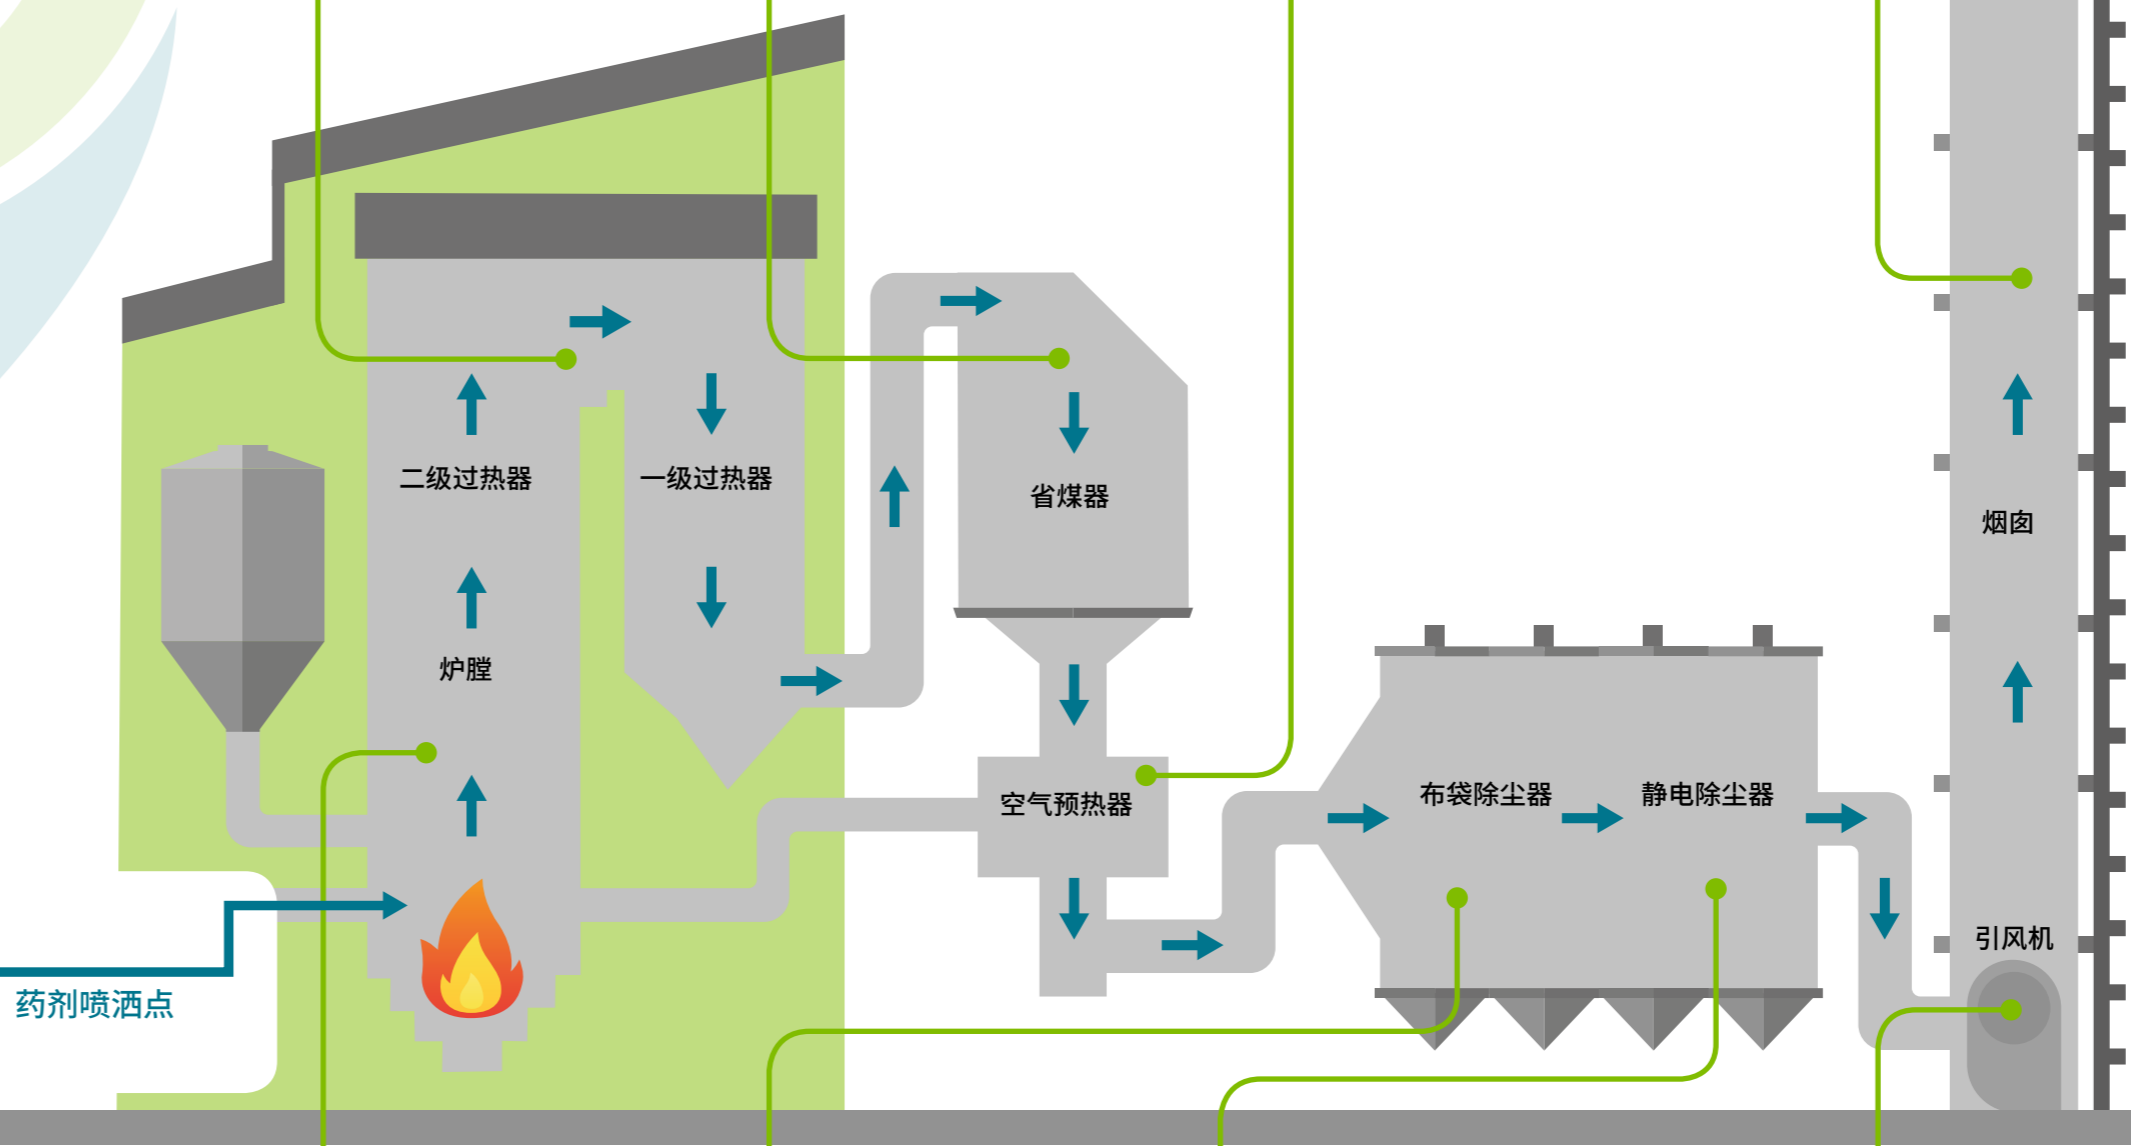 二级过热器
一级过热器
省煤器
烟囱
炉膛
空气预热器
布袋除尘器
静电除尘器
引风机
药剂喷洒点